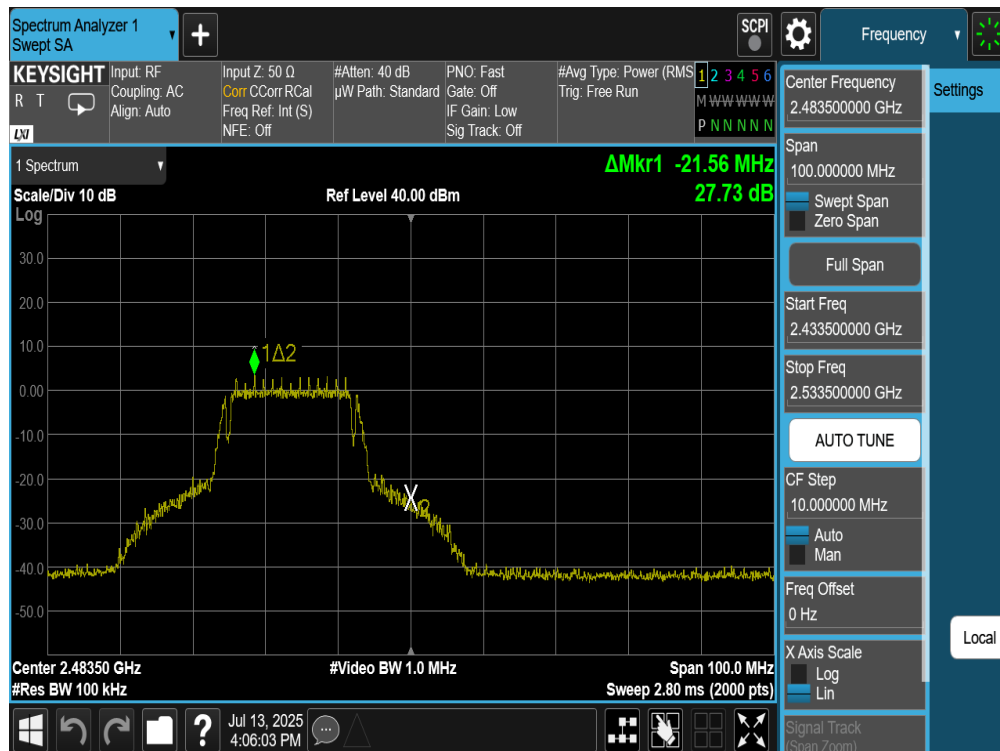 Spectrum Analyzer 1
Swept SA
+
SCPI
Frequency
KEYSIGHT
R T
LXI
Input: RF
Coupling: AC
Align: Auto
Input Z: 50 Ω
Corr CCorr RCal
Freq Ref: Int (S)
NFE: Off
#Atten: 40 dB
µW Path: Standard
PNO: Fast
Gate: Off
IF Gain: Low
Sig Track: Off
#Avg Type: Power (RMS
Trig: Free Run
1 2 3 4 5 6
M W W W W W
P N N N N N
Settings
1 Spectrum
ΔMkr1 -21.56 MHz
27.73 dB
Scale/Div 10 dB
Ref Level 40.00 dBm
Log
30.0
20.0
10.0
0.00
-10.0
-20.0
-30.0
-40.0
-50.0
1Δ2
X2
Center 2.48350 GHz
#Video BW 1.0 MHz
Span 100.0 MHz
#Res BW 100 kHz
Sweep 2.80 ms (2000 pts)
Center Frequency
2.483500000 GHz
Span
100.000000 MHz
Swept Span
Zero Span
Full Span
Start Freq
2.433500000 GHz
Stop Freq
2.533500000 GHz
AUTO TUNE
CF Step
10.000000 MHz
Auto
Man
Freq Offset
0 Hz
X Axis Scale
Log
Lin
Signal Track
(Span Zoom)
Local
?
Jul 13, 2025
4:06:03 PM